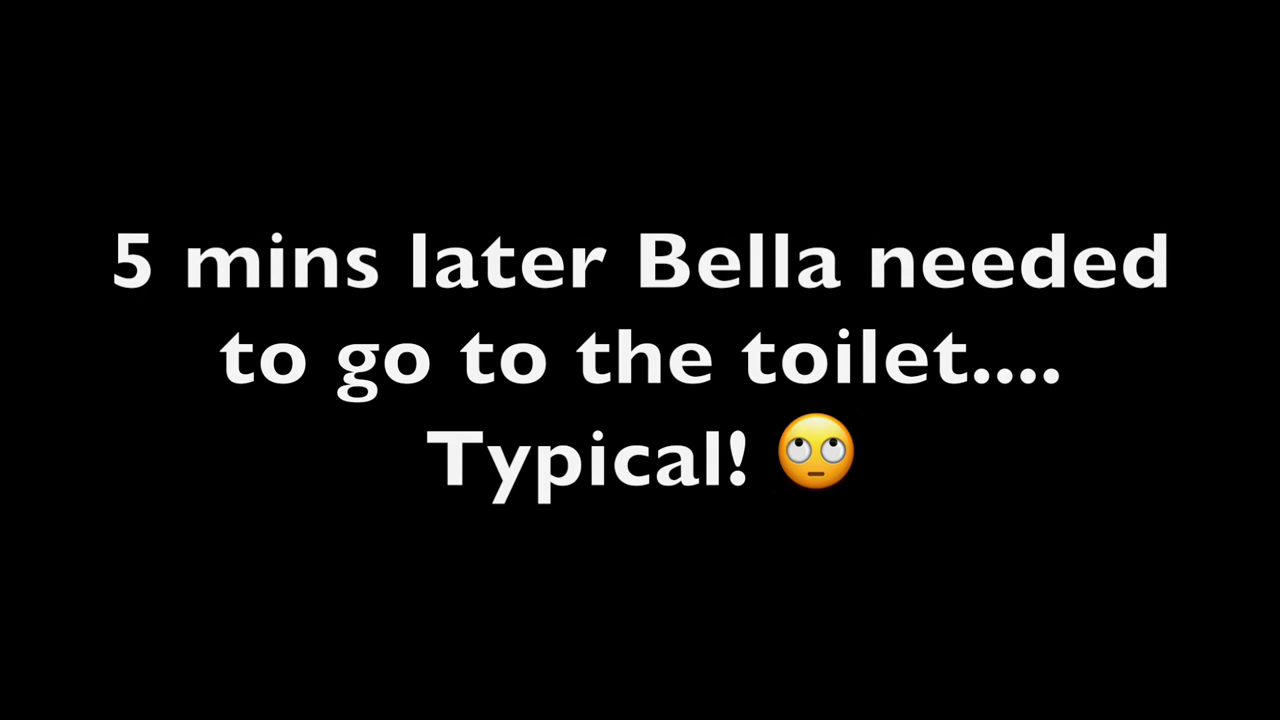 5 mins later Bella needed
to go to the toilet....
Typical! 🙄